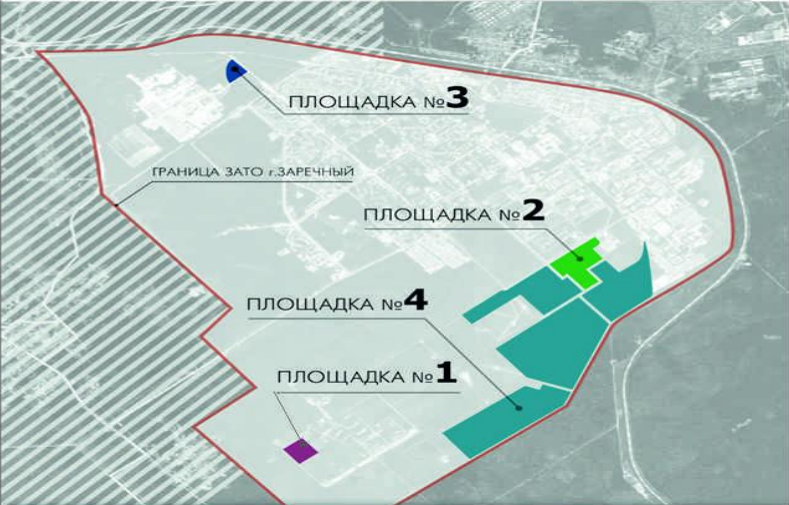 ПЛОЩАДКА №3
ГРАНИЦА ЗАТО г.ЗАРЕЧНЫЙ
ПЛОЩАДКА №2
ПЛОЩАДКА №4
ПЛОЩАДКА №1